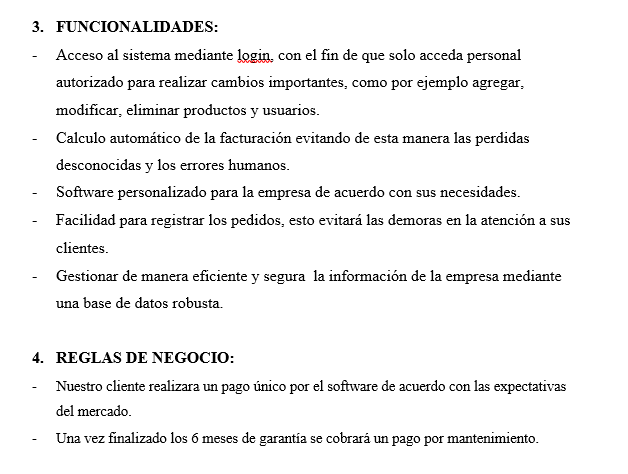 3. FUNCIONALIDADES:
- Acceso al sistema mediante login, con el fin de que solo acceda personal
autorizado para realizar cambios importantes, como por ejemplo agregar,
modificar, eliminar productos y usuarios.
- Calculo automático de la facturación evitando de esta manera las perdidas
desconocidas y los errores humanos.
- Software personalizado para la empresa de acuerdo con sus necesidades.
- Facilidad para registrar los pedidos, esto evitará las demoras en la atención a sus
clientes.
- Gestionar de manera eficiente y segura  la información de la empresa mediante
una base de datos robusta.
4. REGLAS DE NEGOCIO:
- Nuestro cliente realizara un pago único por el software de acuerdo con las expectativas
del mercado.
- Una vez finalizado los 6 meses de garantía se cobrará un pago por mantenimiento.